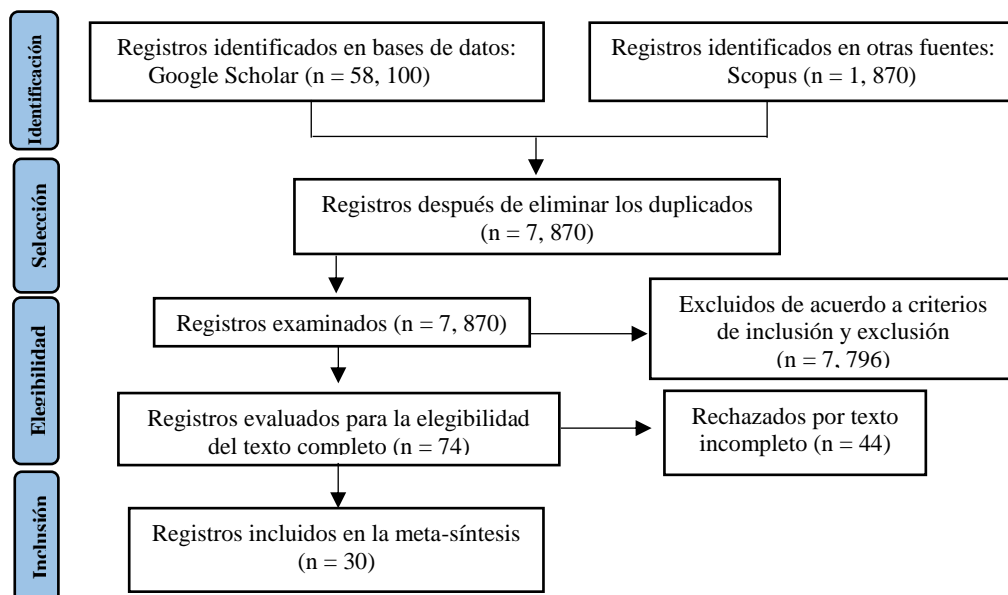 Identificación
Registros identificados en bases de datos:
Google Scholar (n = 58, 100)
Registros identificados en otras fuentes:
Scopus (n = 1, 870)
Selección
Registros después de eliminar los duplicados
(n = 7, 870)
Elegibilidad
Registros examinados (n = 7, 870)
Excluidos de acuerdo a criterios
de inclusión y exclusión
(n = 7, 796)
Registros evaluados para la elegibilidad
del texto completo (n = 74)
Rechazados por texto
incompleto (n = 44)
Inclusión
Registros incluidos en la meta-síntesis
(n = 30)